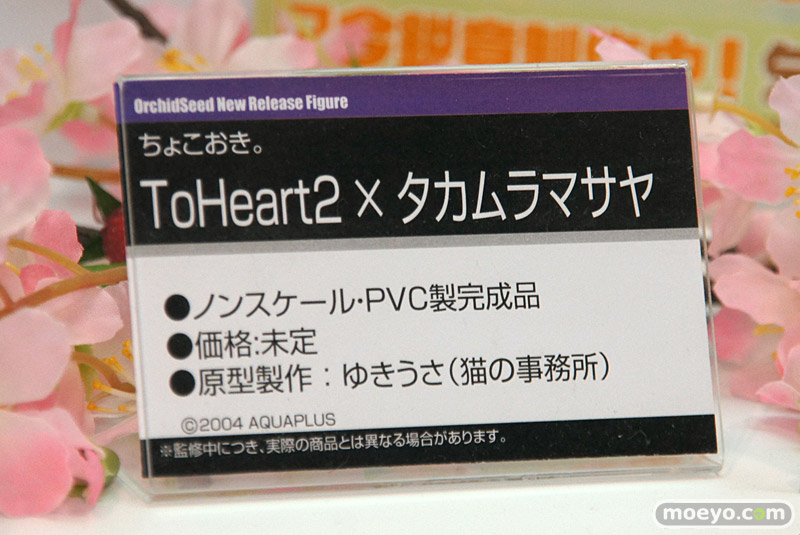 OrchidSeed New Release Figure
ちょこおき。
ToHeart2×タカムラマサヤ
●ノンスケール・PVC製完成品
●価格:未定
●原型製作：ゆきうさ(猫の事務所)
©2004 AQUAPLUS
※監修中につき、実際の商品とは異なる場合があります。
moeyo.com